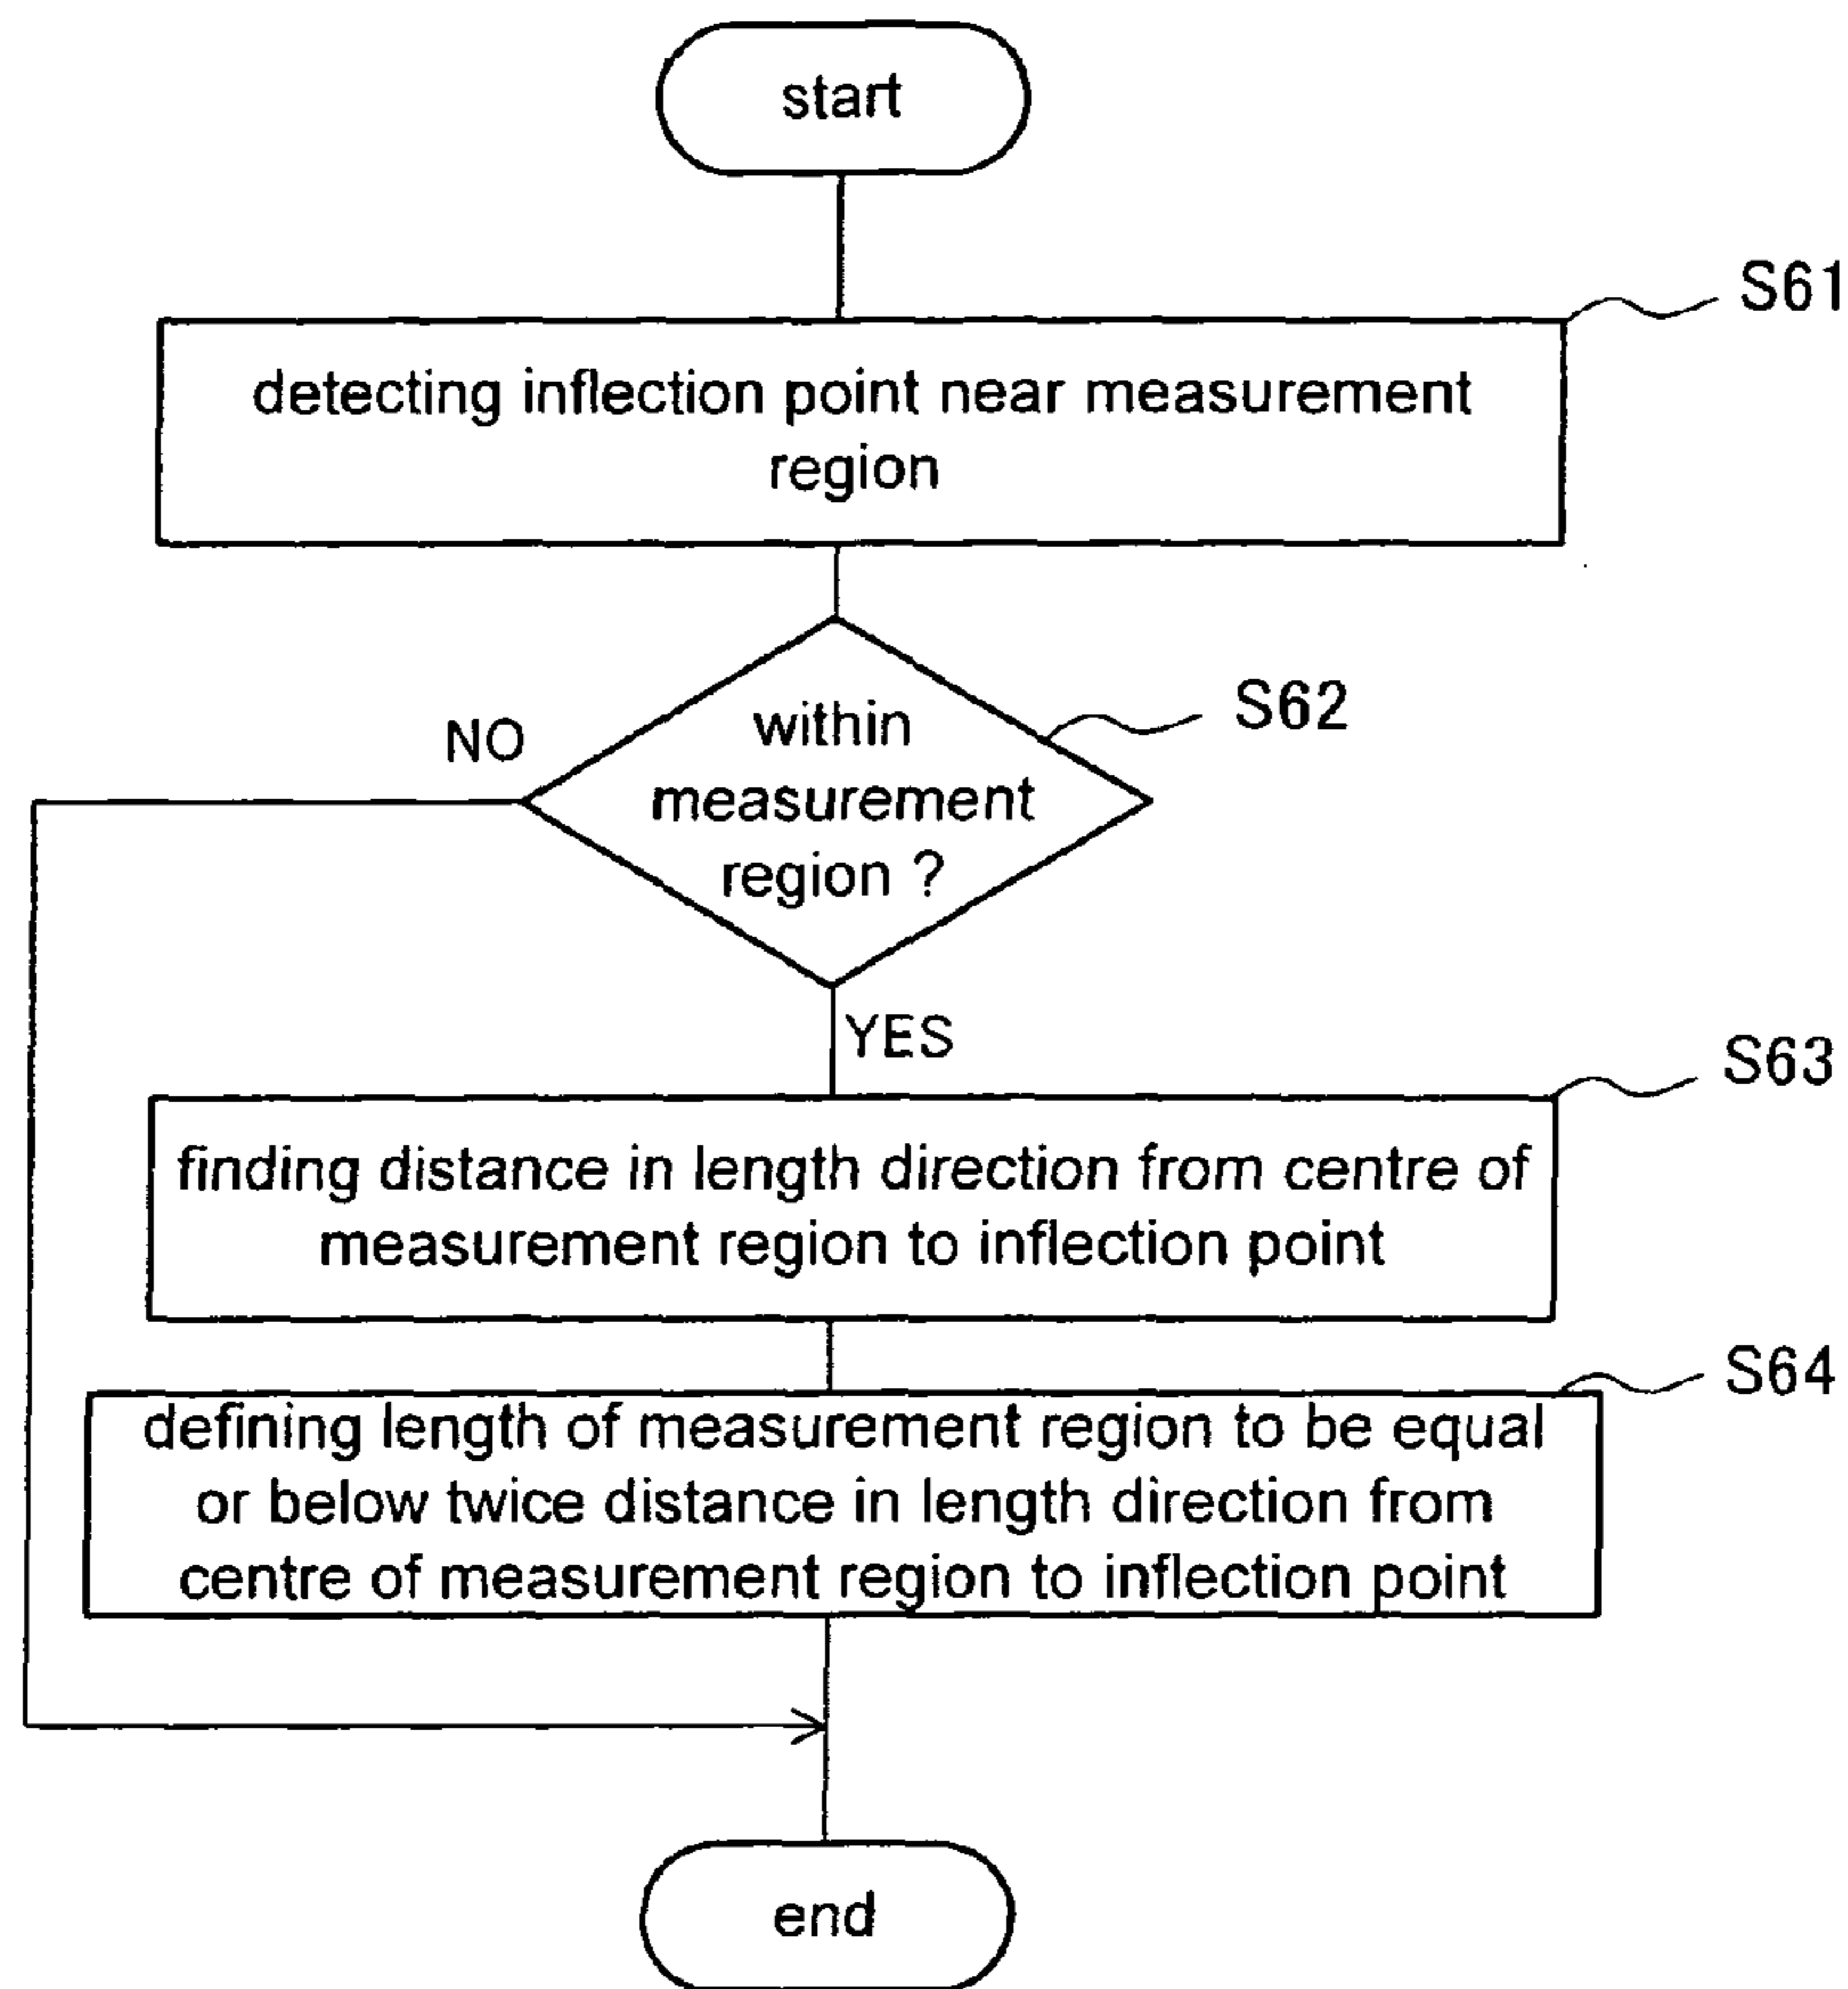 start
S61
detecting inflection point near measurement
region
S62
NO
within
measurement
region ?
YES
S63
finding distance in length direction from centre of
measurement region to inflection point
S64
defining length of measurement region to be equal
or below twice distance in length direction from
centre of measurement region to inflection point
end